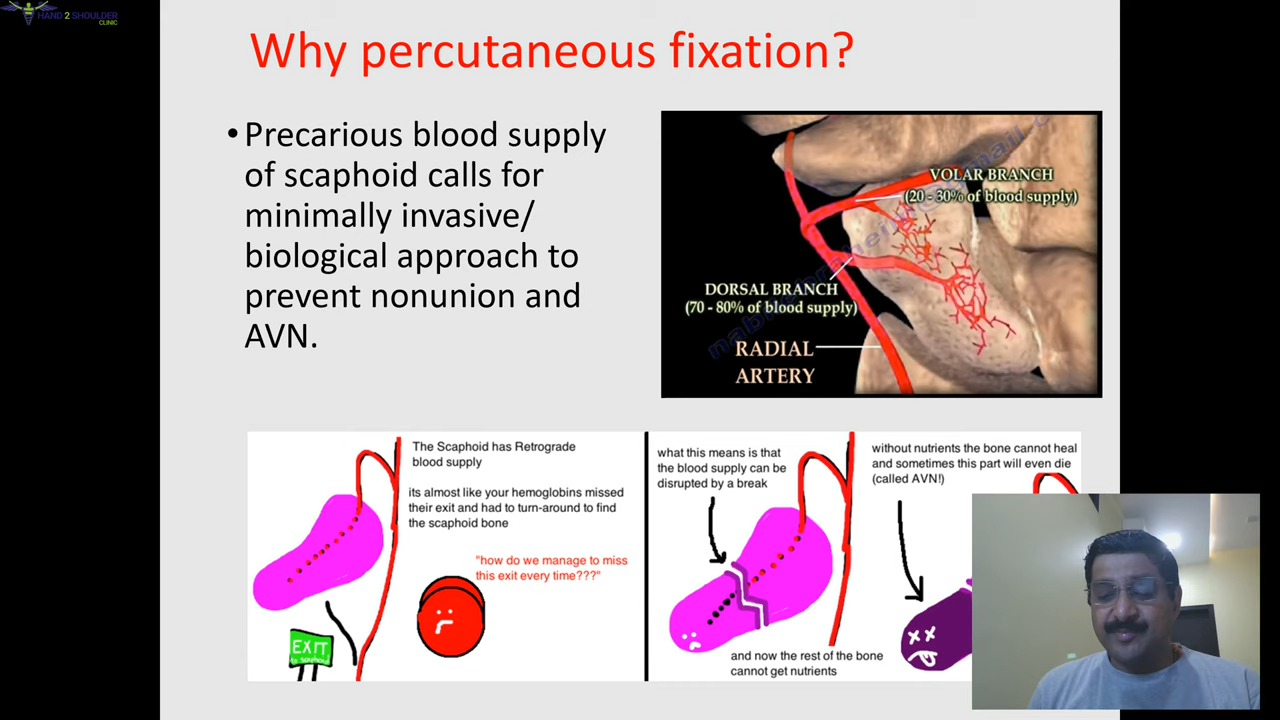 HAND 2 SHOULDER
CLINIC
Why percutaneous fixation?
• Precarious blood supply
of scaphoid calls for
minimally invasive/
biological approach to
prevent nonunion and
AVN.
VOLAR BRANCH
(20 - 30% of blood supply)
DORSAL BRANCH
(70 - 80% of blood supply)
RADIAL
ARTERY
The Scaphoid has Retrograde
blood supply
its almost like your hemoglobins missed
their exit and had to turn-around to find
the scaphoid bone
"how do we manage to miss
this exit every time???"
EXIT
what this means is that
the blood supply can be
disrupted by a break
and now the rest of the bone
cannot get nutrients
without nutrients the bone cannot heal
and sometimes this part will even die
(called AVN!)